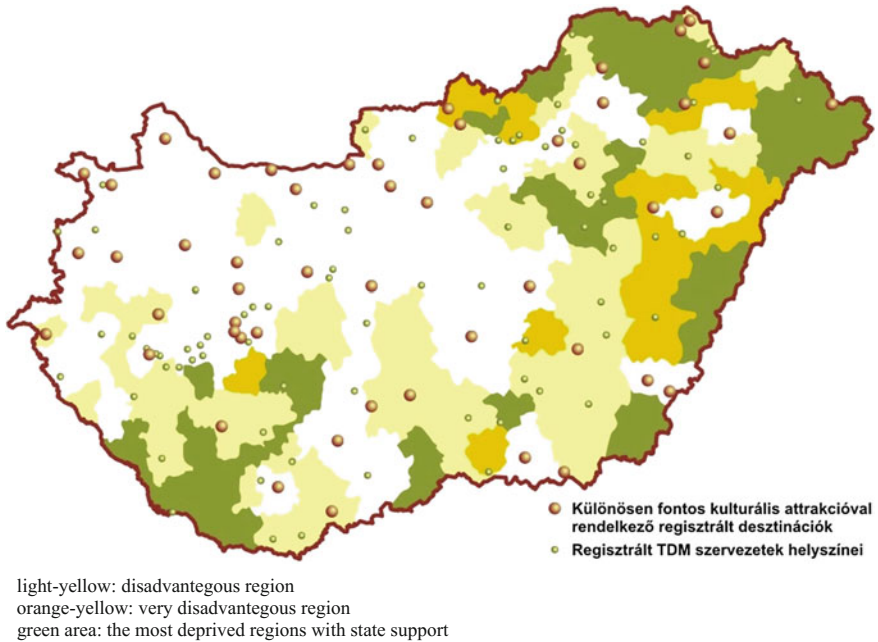 Különösen fontos kulturális attrakcióval
rendelkező regisztrált desztinációk
Regisztrált TDM szervezetek helyszínei
light-yellow: disadvantegous region
orange-yellow: very disadvantegous region
green area: the most deprived regions with state support